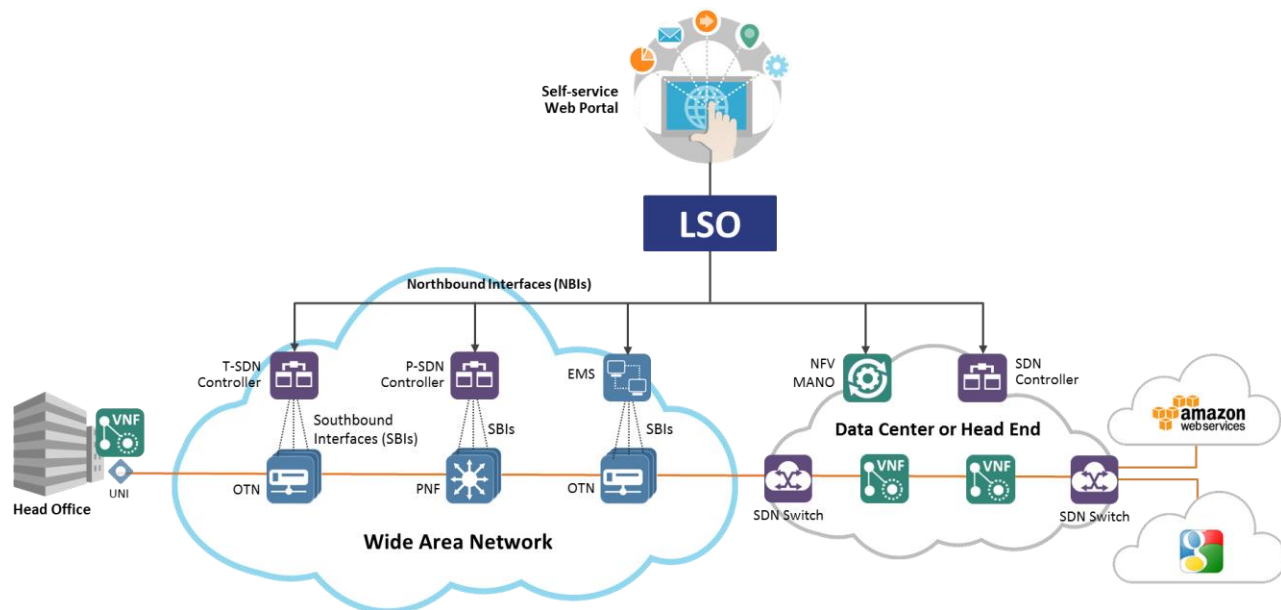 Self-service
Web Portal
LSO
Northbound Interfaces (NBIs)
T-SDN
Controller
P-SDN
Controller
EMS
NFV
MANO
SDN
Controller
VNF
Southbound
Interfaces (SBIs)
SBIs
SBIs
Data Center or Head End
amazon
webservices
VNF
VNF
UNI
OTN
PNF
OTN
SDN Switch
SDN Switch
Head Office
Wide Area Network
g